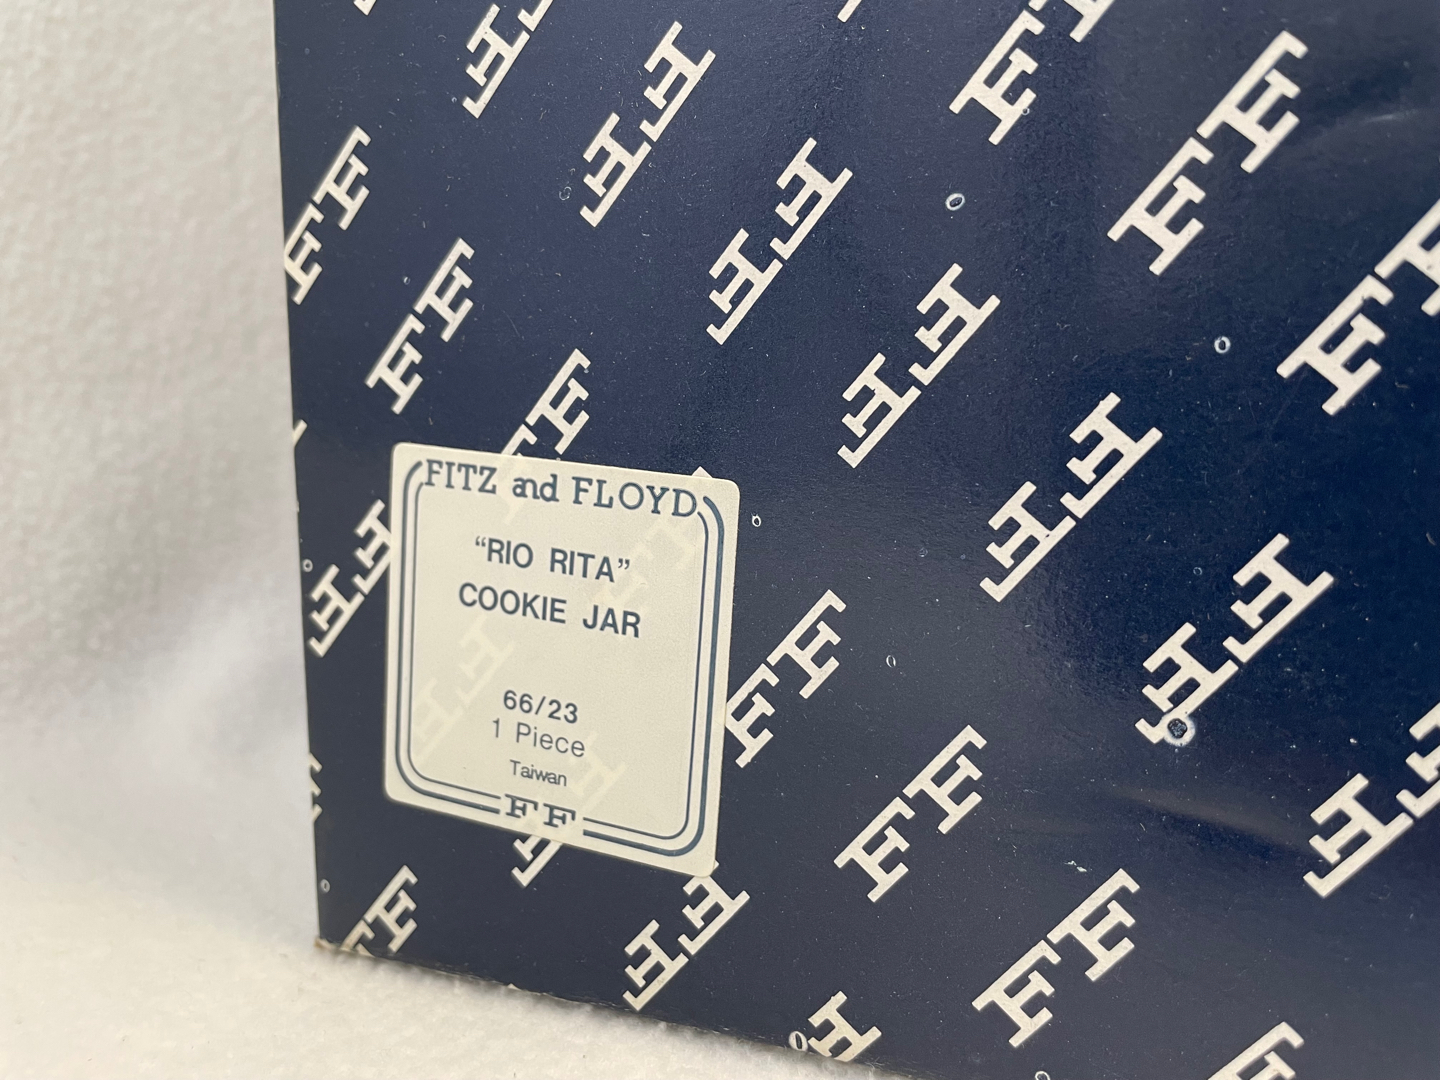 FITZ and FLOYD
“RIO RITA”
COOKIE JAR
66/23
1 Piece
Taiwan
FF